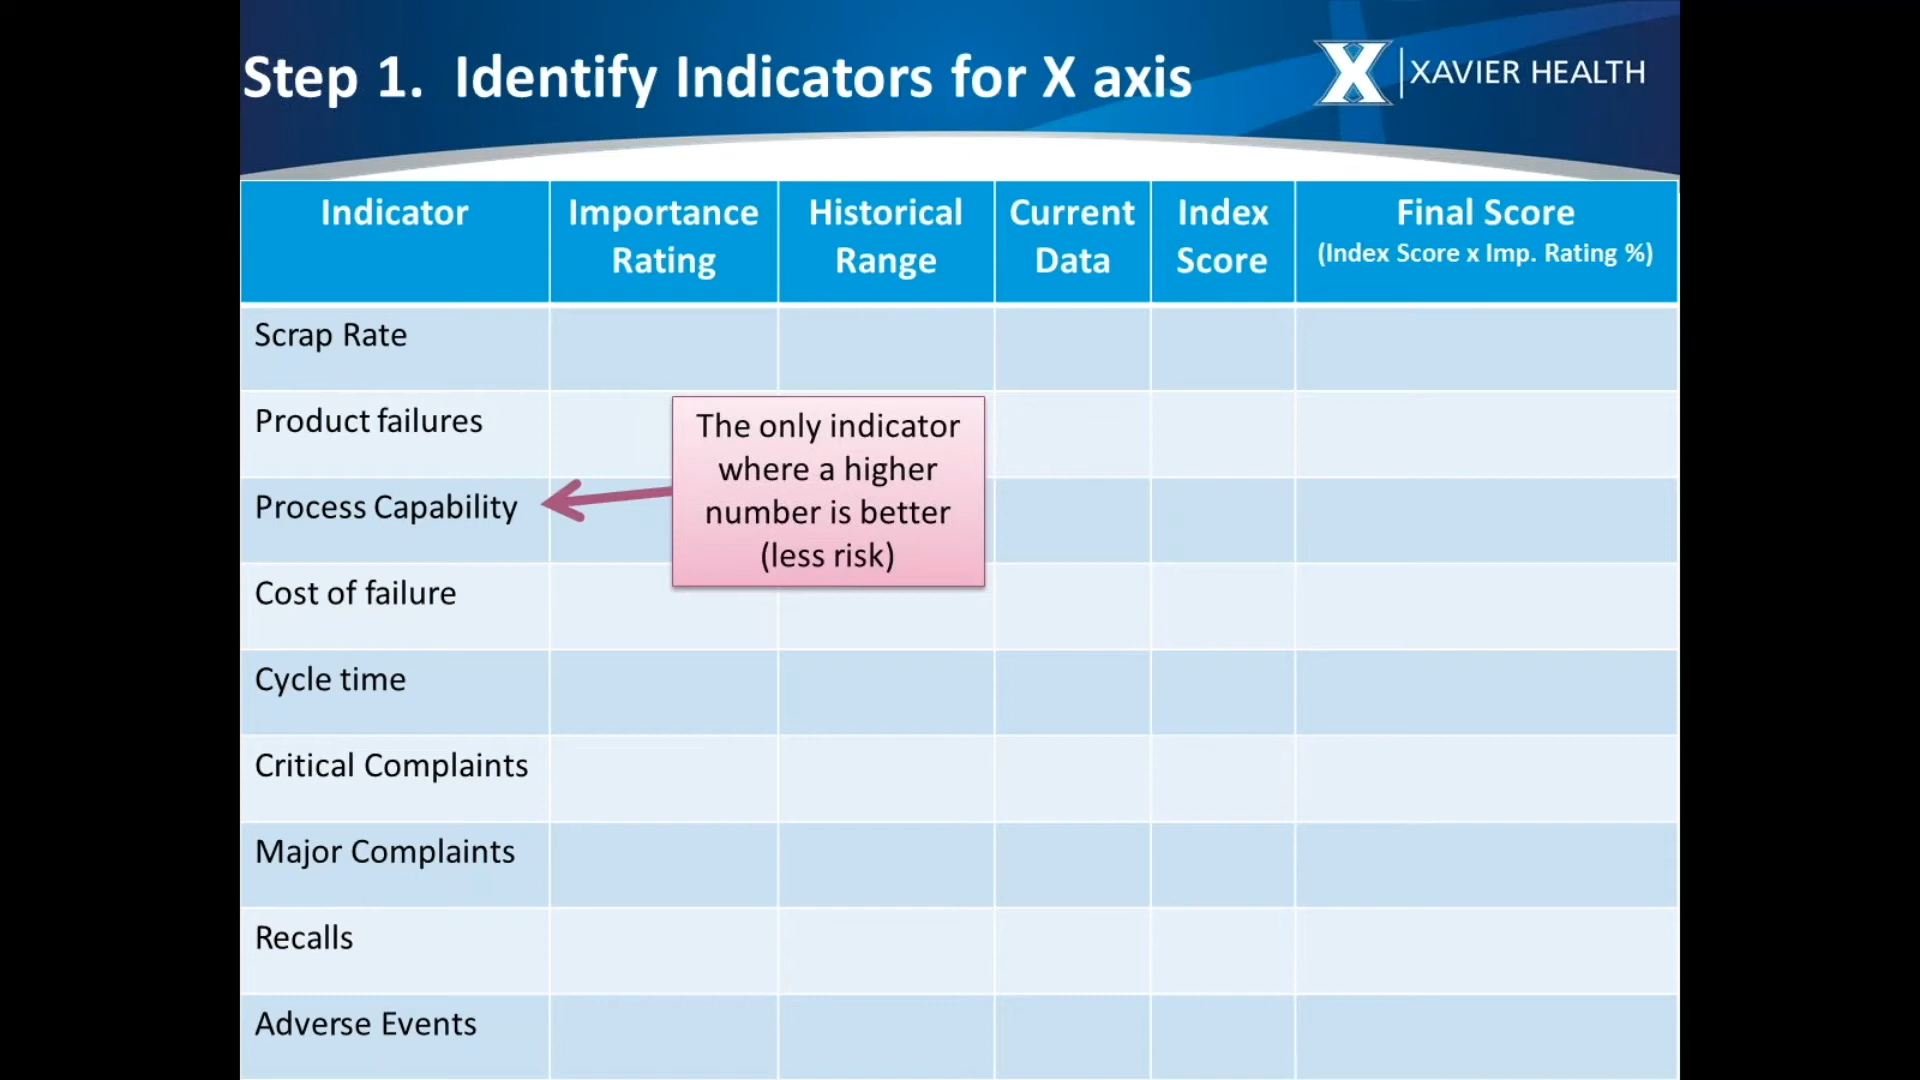 Step 1. Identify Indicators for X axis
XAVIER HEALTH
Indicator
Importance
Rating
Historical
Range
Current
Data
Index
Score
Final Score
(Index Score x Imp. Rating %)
Scrap Rate
Product failures
Process Capability
The only indicator
where a higher
number is better
(less risk)
Cost of failure
Cycle time
Critical Complaints
Major Complaints
Recalls
Adverse Events